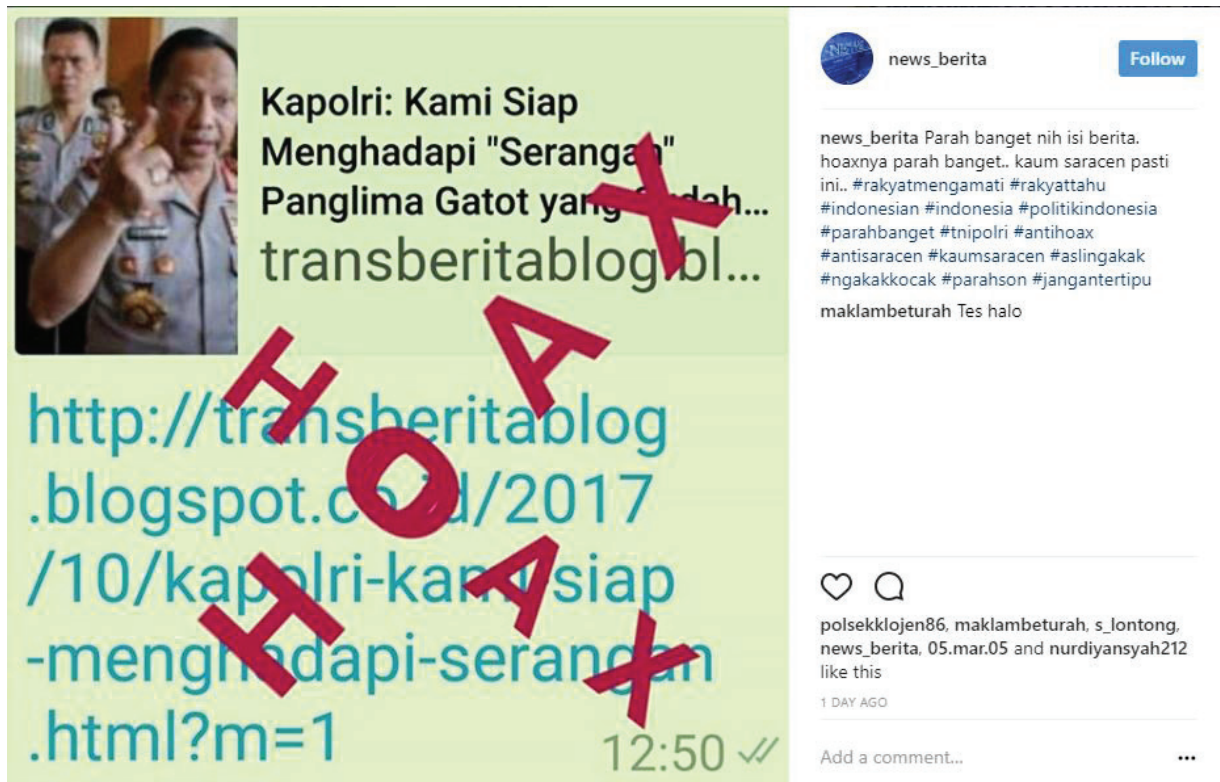 Kapolri: Kami Siap
Menghadapi "Serangan"
Panglima Gatot yang Sudah...
transberitablog.bl...
http://transberitablog
.blogspot.co.id/2017
/10/kapolri-kami-siap
-menghadapi-serangan
.html?m=1
12:50
HOAX
HOAX
news_berita
Follow
news_berita Parah banget nih isi berita.
hoaxnya parah banget.. kaum saracen pasti
ini.. #rakyatmengamati #rakyattahu
#indonesian #indonesia #politikindonesia
#parahbanget #tnipolri #antihoax
#antisaracen #kaumsaracen #aslingakak
#ngakakkocak #parahson #jangantertipu
maklambeturah Tes halo
polsekklojen86, maklambeturah, s_lontong,
news_berita, 05.mar.05 and nurdiyansyah212
like this
1 DAY AGO
Add a comment...